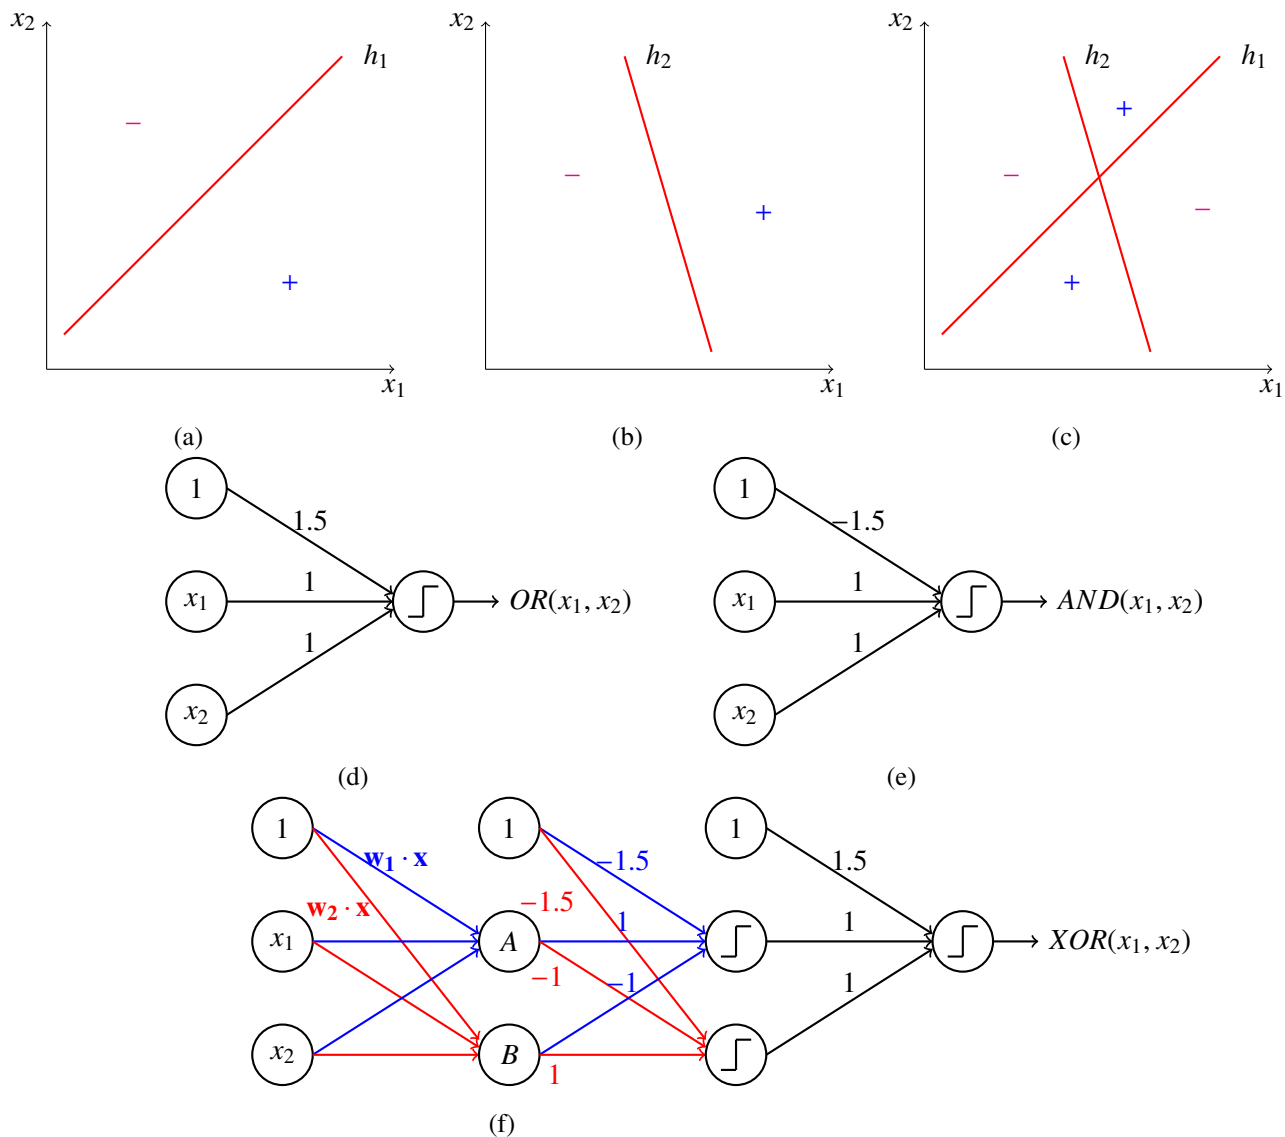 x₂ h₁ − + x₁
(a)
x₂ h₂ − + x₁
(b)
x₂ h₂ h₁ + − − + x₁
(c)
1 1.5
x₁ 1 OR(x₁, x₂)
1
x₂
(d)
1 −1.5
x₁ 1 AND(x₁, x₂)
1
x₂
(e)
1 1 1
w₁ · x −1.5 1.5
w₂ · x −1.5 1 1
x₁ A XOR(x₁, x₂)
−1 −1 1
x₂ B
1
(f)